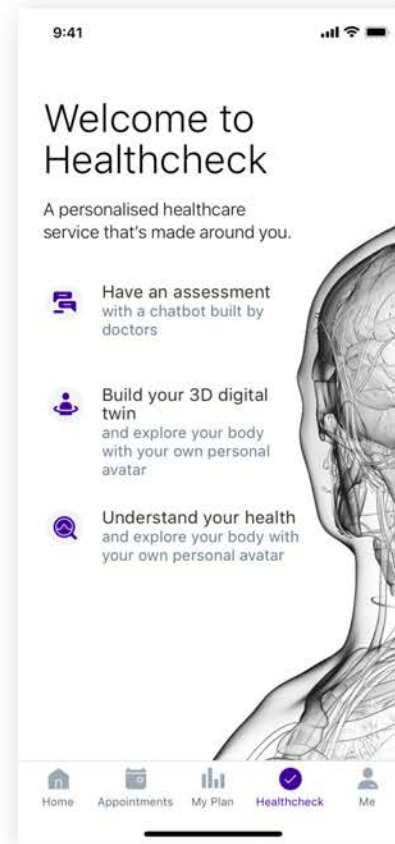 9:41
Welcome to
Healthcheck
A personalised healthcare
service that's made around you.
Have an assessment
with a chatbot built by
doctors
Build your 3D digital
twin
and explore your body
with your own personal
avatar
Understand your health
and explore your body with
your own personal avatar
Home Appointments My Plan Healthcheck Me